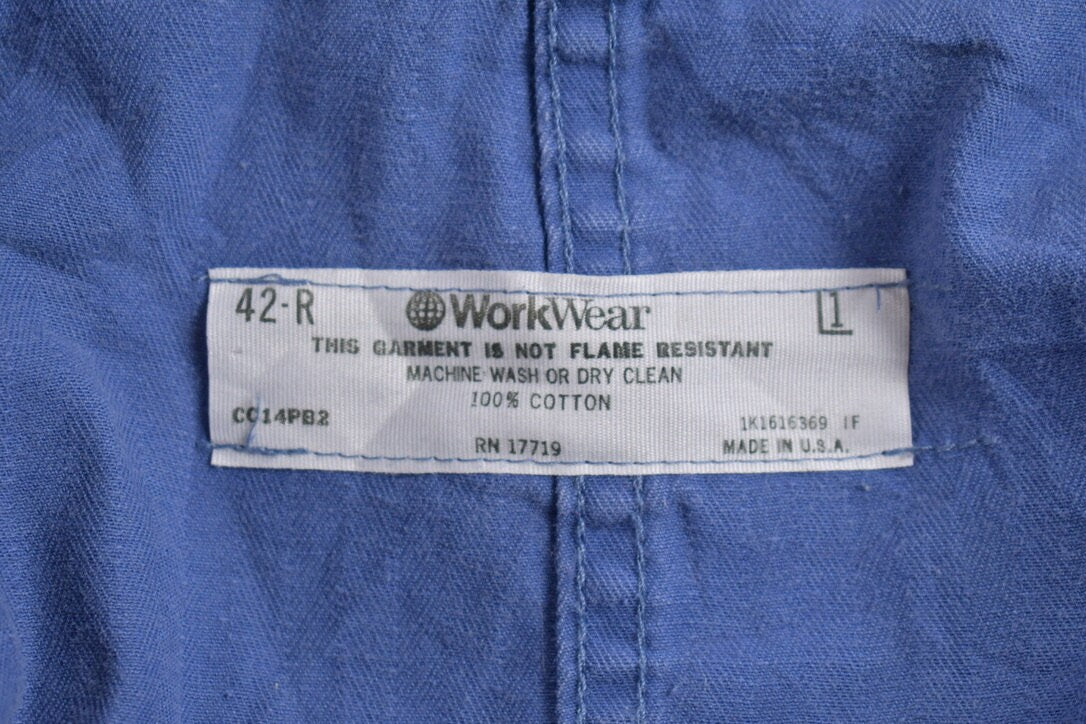 42-R WorkWear L1
THIS GARMENT IS NOT FLAME RESISTANT
MACHINE WASH OR DRY CLEAN
100% COTTON
CC14PB2 1K1616369 IF
RN 17719 MADE IN U.S.A.